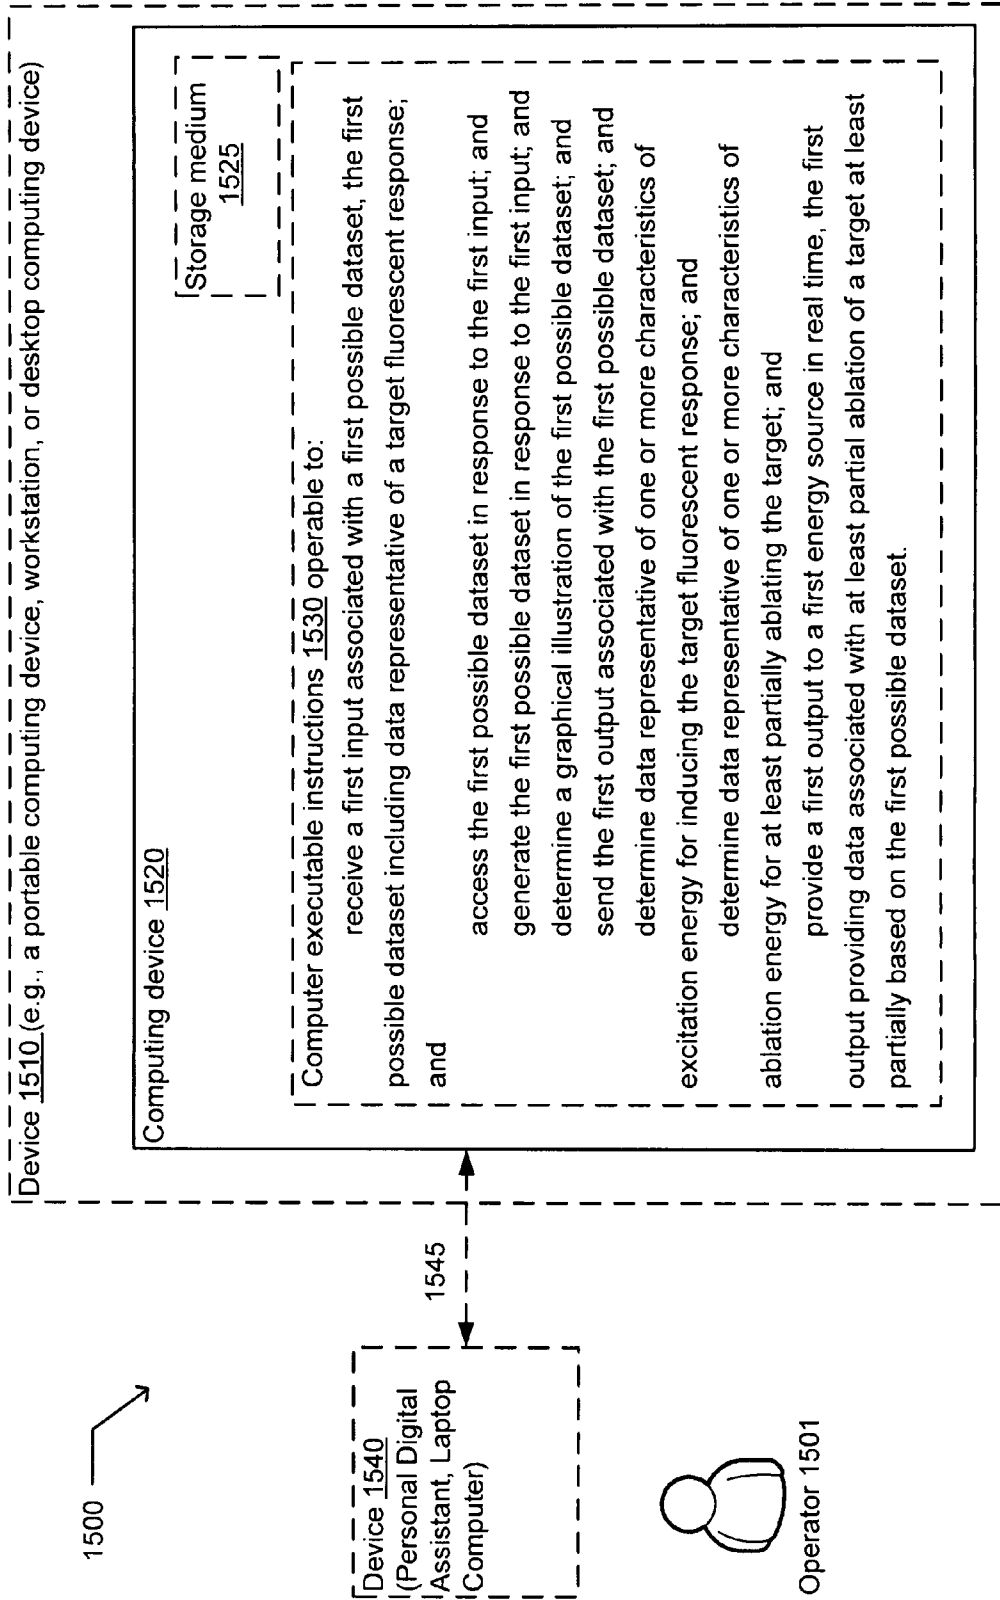 1500
Device 1510 (e.g., a portable computing device, workstation, or desktop computing device)
Computing device 1520
Storage medium
1525
Computer executable instructions 1530 operable to:
receive a first input associated with a first possible dataset, the first
possible dataset including data representative of a target fluorescent response;
and
access the first possible dataset in response to the first input; and
generate the first possible dataset in response to the first input; and
determine a graphical illustration of the first possible dataset; and
send the first output associated with the first possible dataset; and
determine data representative of one or more characteristics of
excitation energy for inducing the target fluorescent response; and
determine data representative of one or more characteristics of
ablation energy for at least partially ablating the target; and
provide a first output to a first energy source in real time, the first
output providing data associated with at least partial ablation of a target at least
partially based on the first possible dataset.
1545
Device 1540
(Personal Digital
Assistant, Laptop
Computer)
Operator 1501